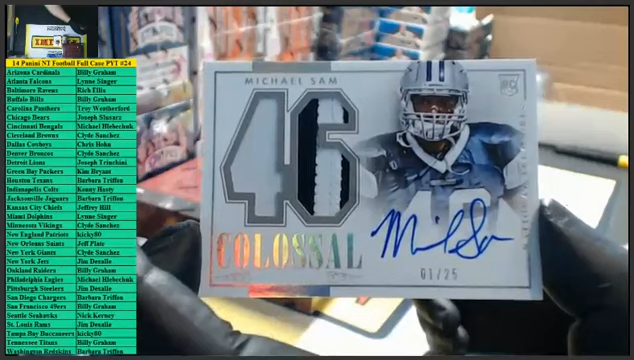 14 Panini NT Football Full Case PYT #24
Arizona Cardinals Billy Graham
Atlanta Falcons Lynne Singer
Baltimore Ravens Rich Ellis
Buffalo Bills Billy Graham
Carolina Panthers Troy Weatherford
Chicago Bears Joseph Slusarz
Cincinnati Bengals Michael Hlebechuk
Cleveland Browns Clyde Sanchez
Dallas Cowboys Chris Hohn
Denver Broncos Clyde Sanchez
Detroit Lions Joseph Trinchini
Green Bay Packers Kim Bryant
Houston Texans Barbara Triffon
Indianapolis Colts Kenny Hasty
Jacksonville Jaguars Barbara Triffon
Kansas City Chiefs Jeffrey Hill
Miami Dolphins Lynne Singer
Minnesota Vikings Clyde Sanchez
New England Patriots kicky80
New Orleans Saints Jeff Platt
New York Giants Clyde Sanchez
New York Jets Jim Dezalle
Oakland Raiders Billy Graham
Philadelphia Eagles Michael Hlebechuk
Pittsburgh Steelers Jim Dezalle
San Diego Chargers Barbara Triffon
San Francisco 49ers Billy Graham
Seattle Seahawks Nick Kerney
St. Louis Rams Jim Dezalle
Tampa Bay Buccaneers kicky80
Tennessee Titans Billy Graham
Washington Redskins Barbara Triffon
MICHAEL SAM
RC
46
COLOSSAL
01/25